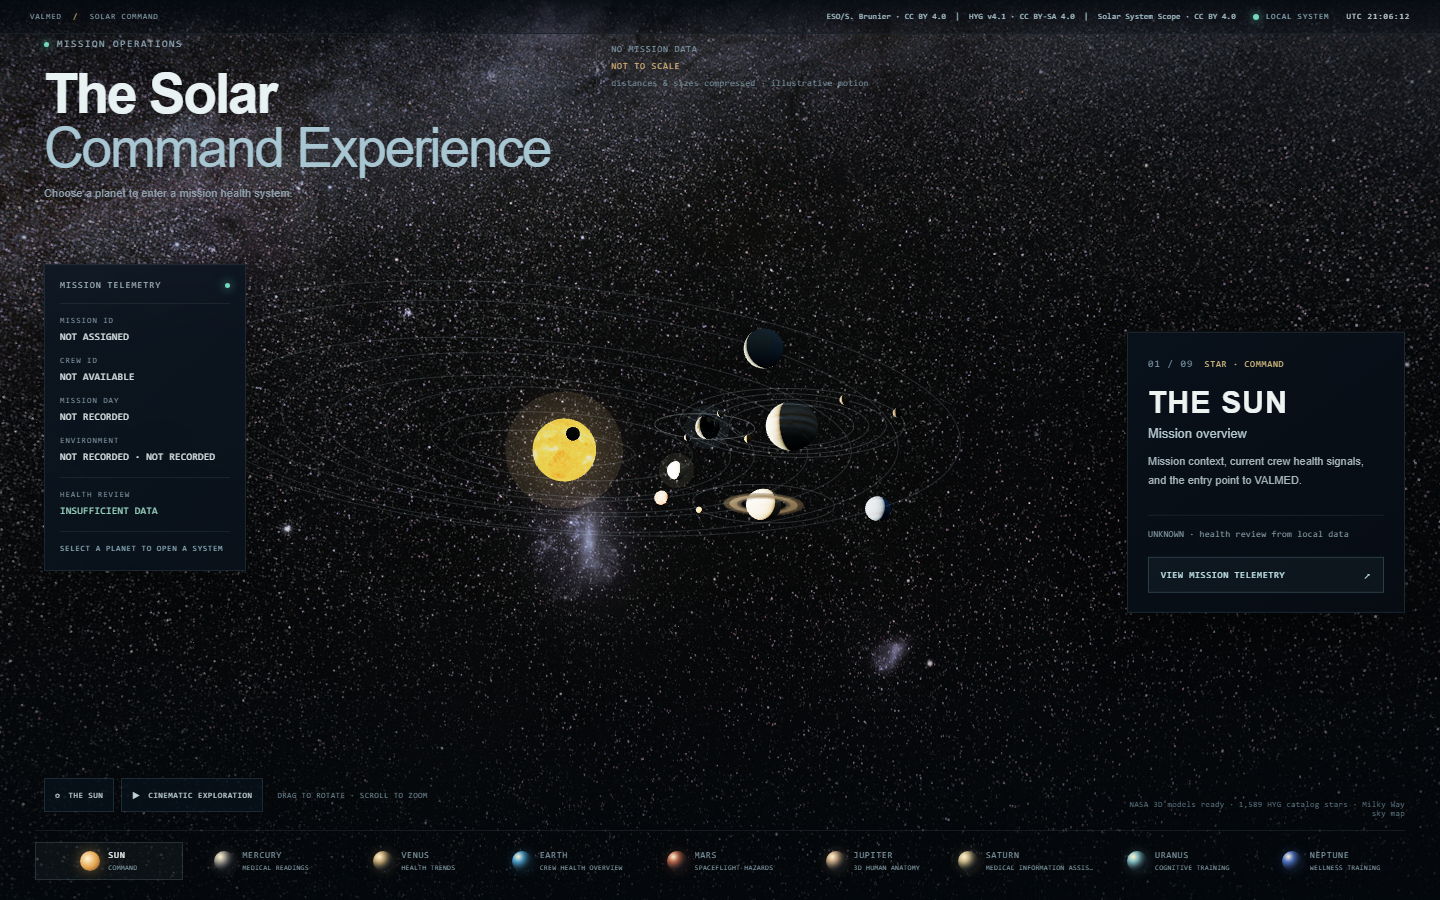 VALMED / SOLAR COMMAND
ESO/S. Brunier · CC BY 4.0 | HYG v4.1 · CC BY-SA 4.0 | Solar System Scope · CC BY 4.0
LOCAL SYSTEM
UTC 21:06:12
MISSION OPERATIONS
The Solar
Command Experience
Choose a planet to enter a mission health system.
NO MISSION DATA
NOT TO SCALE
distances & sizes compressed · illustrative motion
MISSION TELEMETRY
MISSION ID
NOT ASSIGNED
CREW ID
NOT AVAILABLE
MISSION DAY
NOT RECORDED
ENVIRONMENT
NOT RECORDED · NOT RECORDED
HEALTH REVIEW
INSUFFICIENT DATA
SELECT A PLANET TO OPEN A SYSTEM
01 / 09 STAR · COMMAND
THE SUN
Mission overview
Mission context, current crew health signals,
and the entry point to VALMED.
UNKNOWN · health review from local data
VIEW MISSION TELEMETRY ↗
THE SUN
CINEMATIC EXPLORATION
DRAG TO ROTATE · SCROLL TO ZOOM
NASA 3D models ready · 1,589 HYG catalog stars · Milky Way
sky map
SUN
COMMAND
MERCURY
MEDICAL READINGS
VENUS
HEALTH TRENDS
EARTH
CREW HEALTH OVERVIEW
MARS
SPACEFLIGHT HAZARDS
JUPITER
3D HUMAN ANATOMY
SATURN
MEDICAL INFORMATION ASSIS…
URANUS
COGNITIVE TRAINING
NEPTUNE
WELLNESS TRAINING